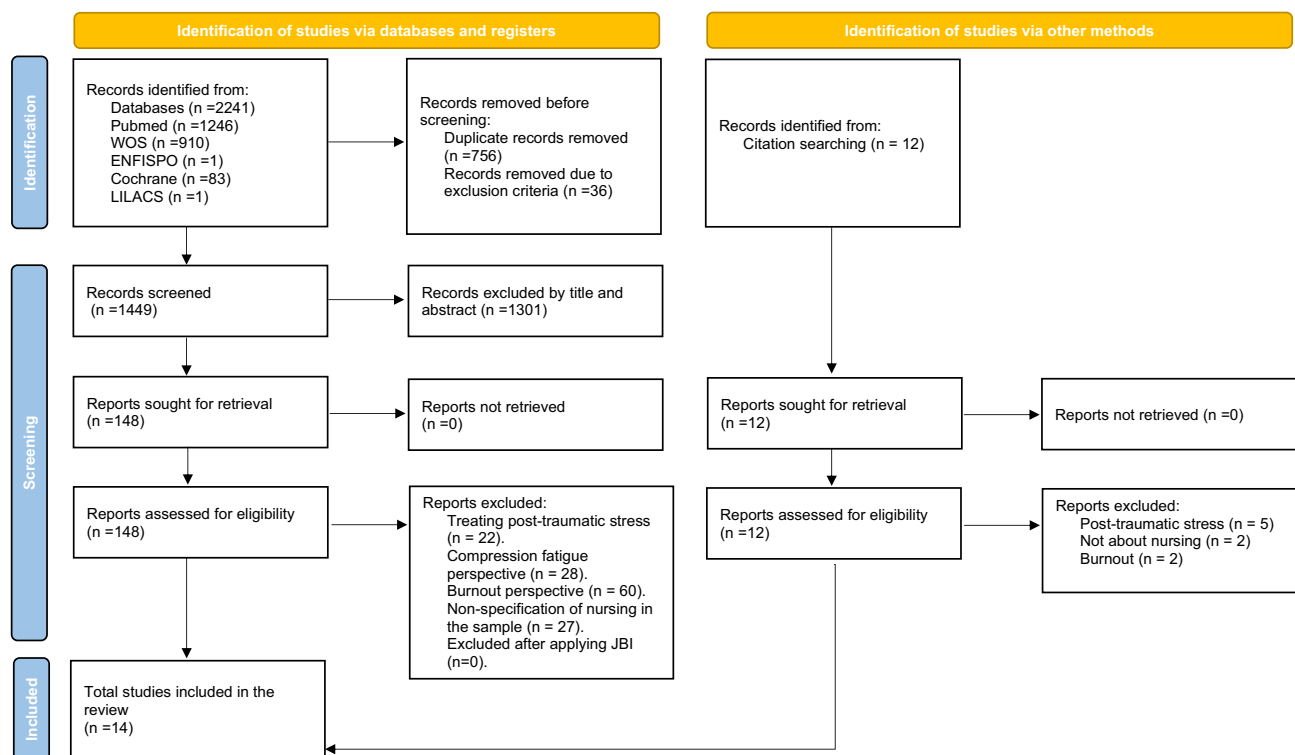 Identification of studies via databases and registers
Identification of studies via other methods
Identification
Records identified from:
Databases (n =2241)
Pubmed (n =1246)
WOS (n =910)
ENFISPO (n =1)
Cochrane (n =83)
LILACS (n =1)
Records removed before
screening:
Duplicate records removed
(n =756)
Records removed due to
exclusion criteria (n =36)
Records identified from:
Citation searching (n = 12)
Screening
Records screened
(n =1449)
Records excluded by title and
abstract (n =1301)
Reports sought for retrieval
(n =148)
Reports not retrieved
(n =0)
Reports sought for retrieval
(n =12)
Reports not retrieved (n =0)
Reports assessed for eligibility
(n =148)
Reports excluded:
Treating post-traumatic stress
(n = 22).
Compression fatigue
perspective (n = 28).
Burnout perspective (n = 60).
Non-specification of nursing in
the sample (n = 27).
Excluded after applying JBI
(n=0).
Reports assessed for eligibility
(n =12)
Reports excluded:
Post-traumatic stress (n = 5)
Not about nursing (n = 2)
Burnout (n = 2)
Included
Total studies included in the
review
(n =14)